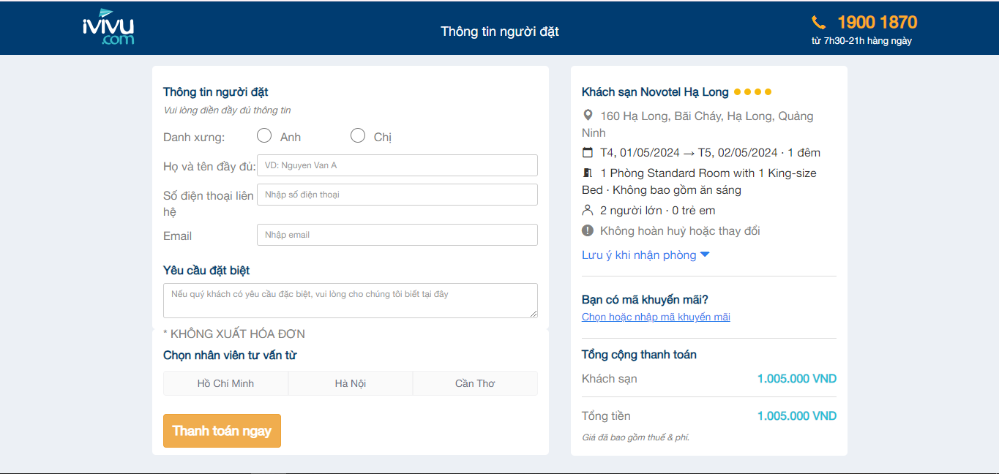 iVIVU
.com
Thông tin người đặt
1900 1870
từ 7h30-21h hàng ngày
Thông tin người đặt
Vui lòng điền đầy đủ thông tin
Danh xưng: Anh Chị
Họ và tên đầy đủ: VD: Nguyen Van A
Số điện thoại liên
hệ
Nhập số điện thoại
Email Nhập email
Yêu cầu đặt biệt
Nếu quý khách có yêu cầu đặc biệt, vui lòng cho chúng tôi biết tại đây
* KHÔNG XUẤT HÓA ĐƠN
Chọn nhân viên tư vấn từ
Hồ Chí Minh Hà Nội Cần Thơ
Thanh toán ngay
Khách sạn Novotel Hạ Long
160 Hạ Long, Bãi Cháy, Hạ Long, Quảng
Ninh
T4, 01/05/2024 → T5, 02/05/2024 · 1 đêm
1 Phòng Standard Room with 1 King-size
Bed · Không bao gồm ăn sáng
2 người lớn · 0 trẻ em
Không hoàn huỷ hoặc thay đổi
Lưu ý khi nhận phòng
Bạn có mã khuyến mãi?
Chọn hoặc nhập mã khuyến mãi
Tổng cộng thanh toán
Khách sạn 1.005.000 VND
Tổng tiền 1.005.000 VND
Giá đã bao gồm thuế & phí.